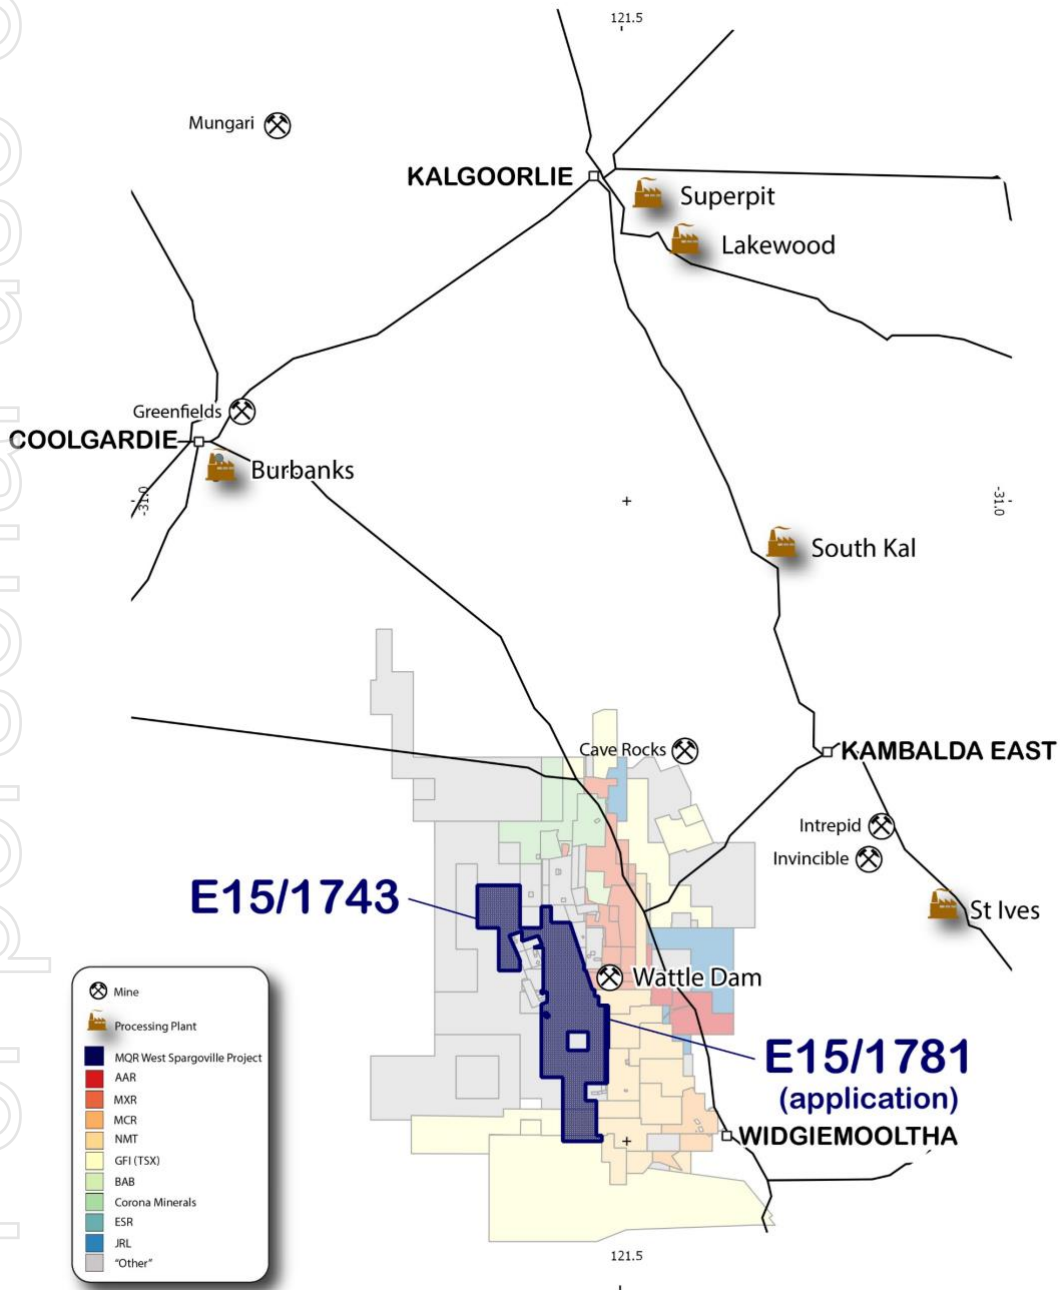 121.5
Mungari
KALGOORLIE
Superpit
Lakewood
Greenfields
COOLGARDIE
Burbanks
-31.0
-31.0
South Kal
Cave Rocks
KAMBALDA EAST
Intrepid
Invincible
E15/1743
St Ives
Wattle Dam
E15/1781
(application)
WIDGIEMOOLTHA
Mine
Processing Plant
MQR West Spargoville Project
AAR
MXR
MCR
NMT
GFI (TSX)
BAB
Corona Minerals
ESR
JRL
"Other"
121.5